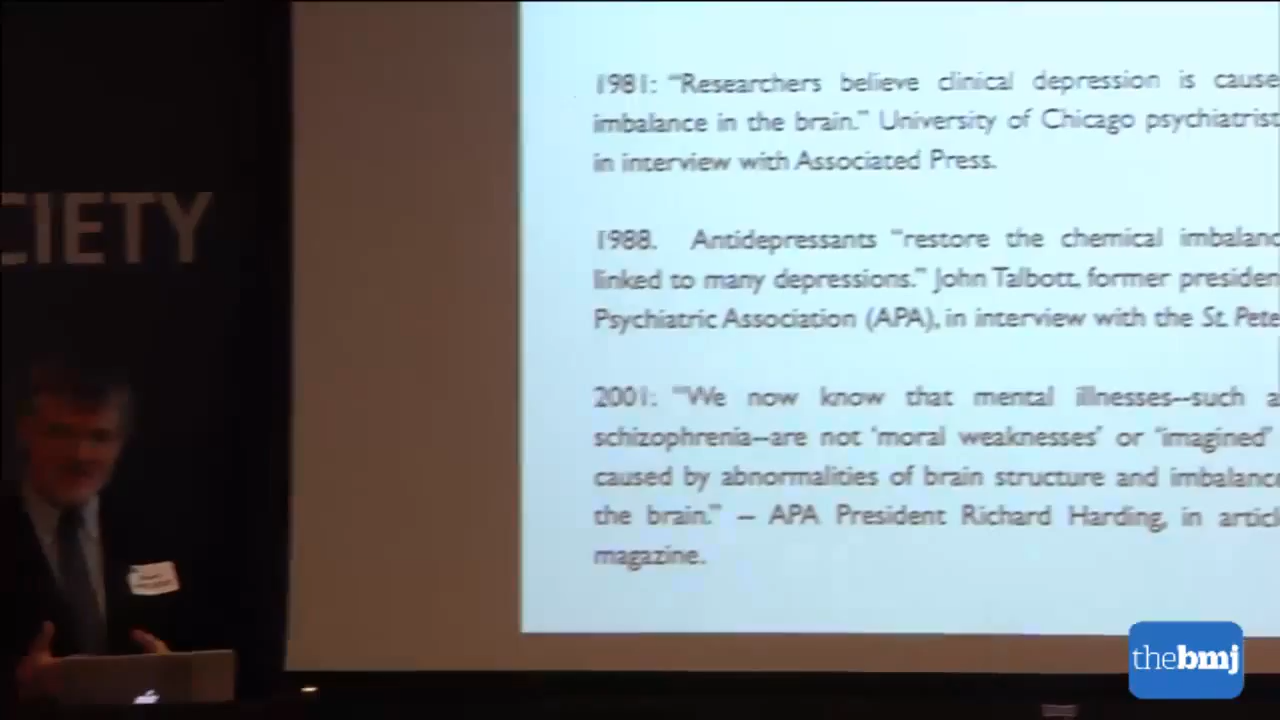 CIETY
1981: “Researchers believe clinical depression is cause
imbalance in the brain.” University of Chicago psychiatrist
in interview with Associated Press.
1988. Antidepressants “restore the chemical imbalanc
linked to many depressions.” John Talbott, former presiden
Psychiatric Association (APA), in interview with the St. Pete
2001: “We now know that mental illnesses--such a
schizophrenia--are not ‘moral weaknesses’ or “imagined”
caused by abnormalities of brain structure and imbalance
the brain.” – APA President Richard Harding, in articl
magazine.
thebmj